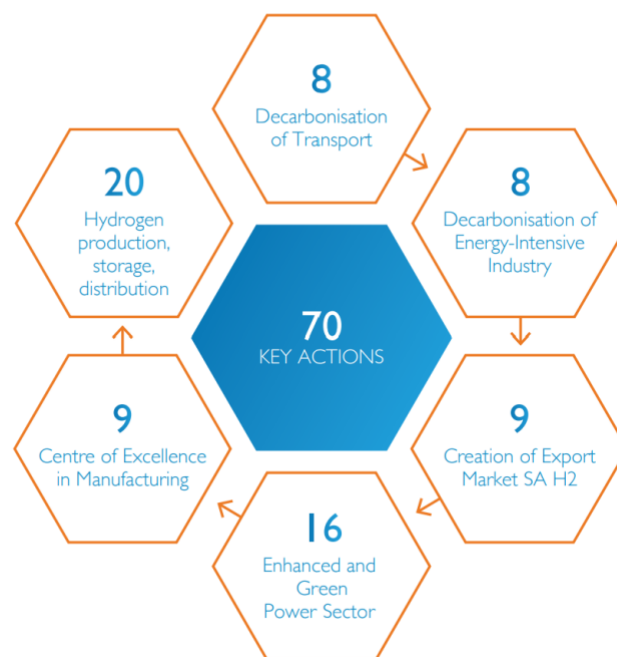 8
Decarbonisation
of Transport
8
Decarbonisation of
Energy-Intensive
Industry
9
Creation of Export
Market SA H2
16
Enhanced and
Green
Power Sector
9
Centre of Excellence
in Manufacturing
20
Hydrogen
production,
storage,
distribution
70
KEY ACTIONS